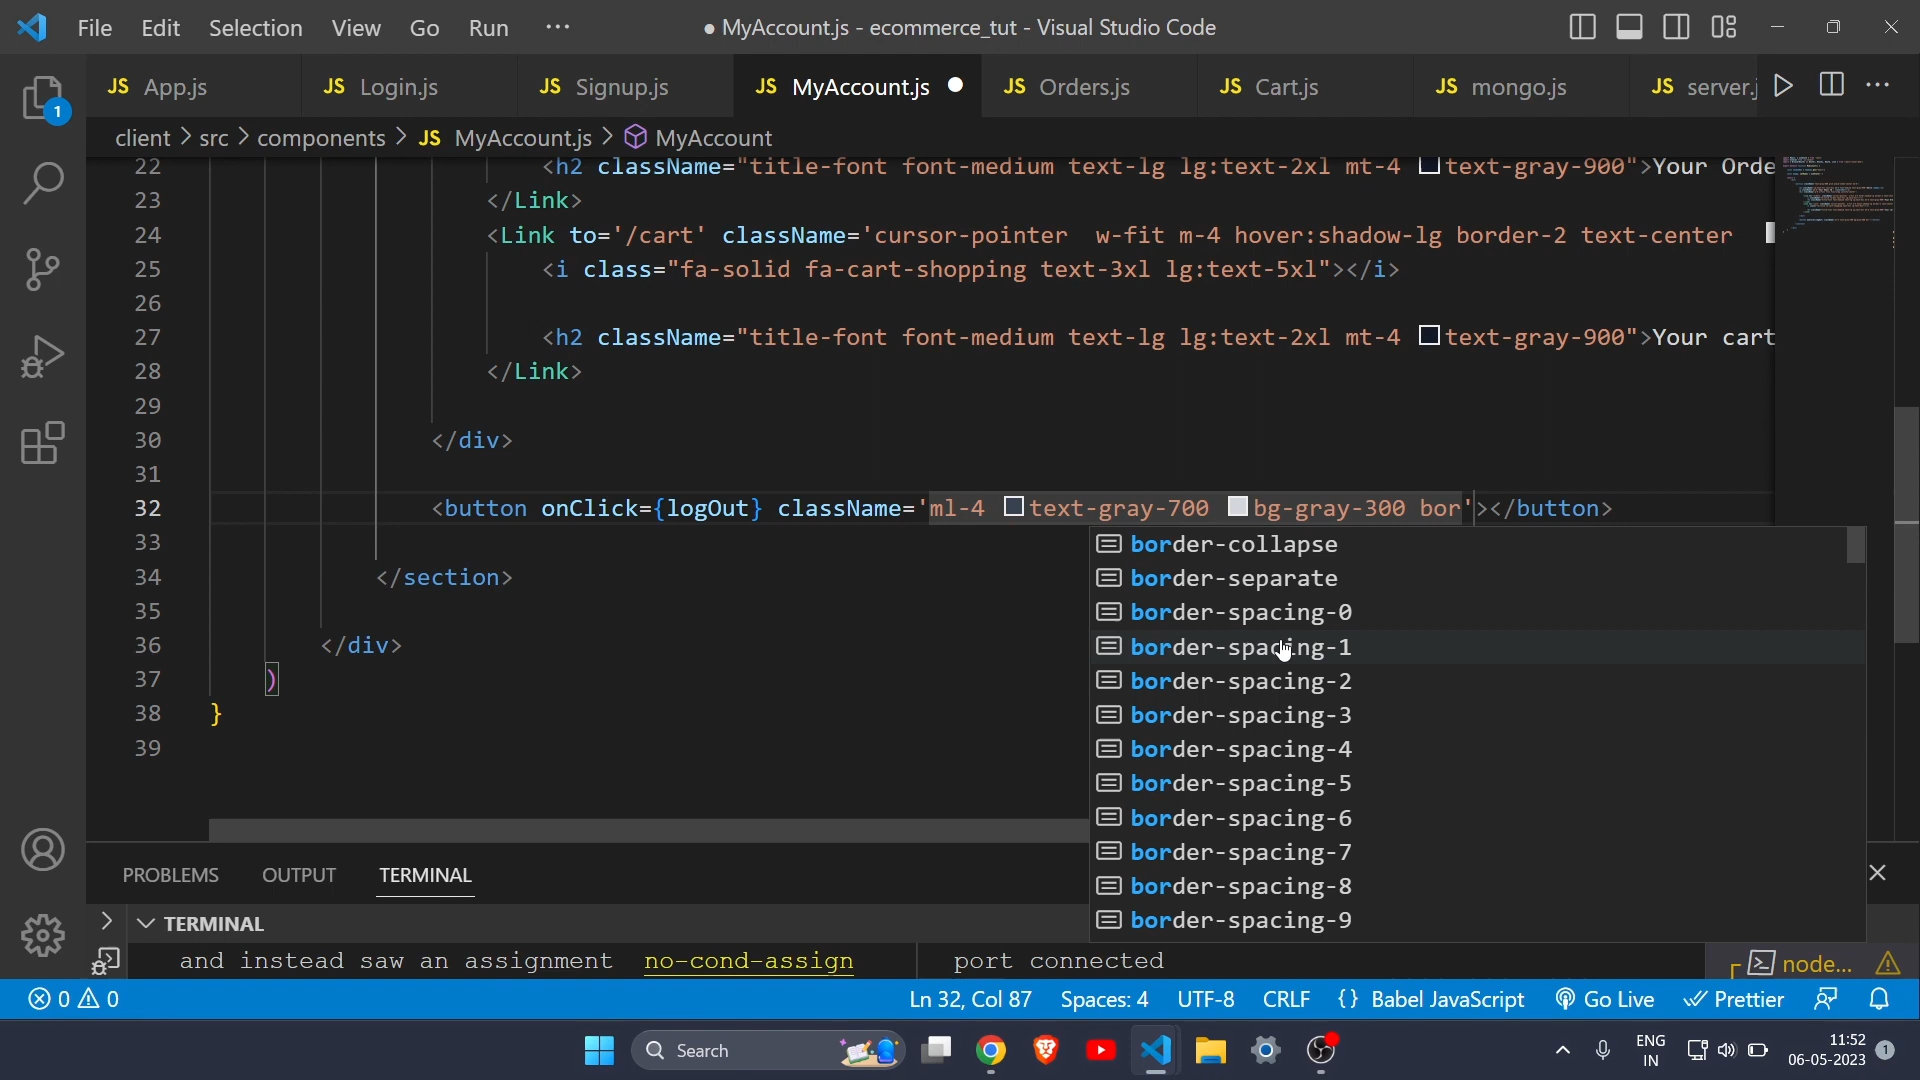 File Edit Selection View Go Run ··· ● MyAccount.js - ecommerce_tut - Visual Studio Code
JS App.js JS Login.js JS Signup.js JS MyAccount.js JS Orders.js JS Cart.js JS mongo.js JS server.j
client > src > components > JS MyAccount.js > MyAccount
22 <h2 className="title-font font-medium text-lg lg:text-2xl mt-4 text-gray-900">Your Orde
23 </Link>
24 <Link to='/cart' className='cursor-pointer w-fit m-4 hover:shadow-lg border-2 text-center
25 <i class="fa-solid fa-cart-shopping text-3xl lg:text-5xl"></i>
26
27 <h2 className="title-font font-medium text-lg lg:text-2xl mt-4 text-gray-900">Your cart
28 </Link>
29
30 </div>
31
32 <button onClick={logOut} className='ml-4 text-gray-700 bg-gray-300 bor'></button>
33
34 </section>
35
36 </div>
37 )
38 }
39
border-collapse
border-separate
border-spacing-0
border-spacing-1
border-spacing-2
border-spacing-3
border-spacing-4
border-spacing-5
border-spacing-6
border-spacing-7
border-spacing-8
border-spacing-9
1
PROBLEMS OUTPUT TERMINAL
TERMINAL
and instead saw an assignment no-cond-assign port connected node...
0 0 Ln 32, Col 87 Spaces: 4 UTF-8 CRLF {} Babel JavaScript Go Live Prettier
Search ENG IN 11:52 06-05-2023 1